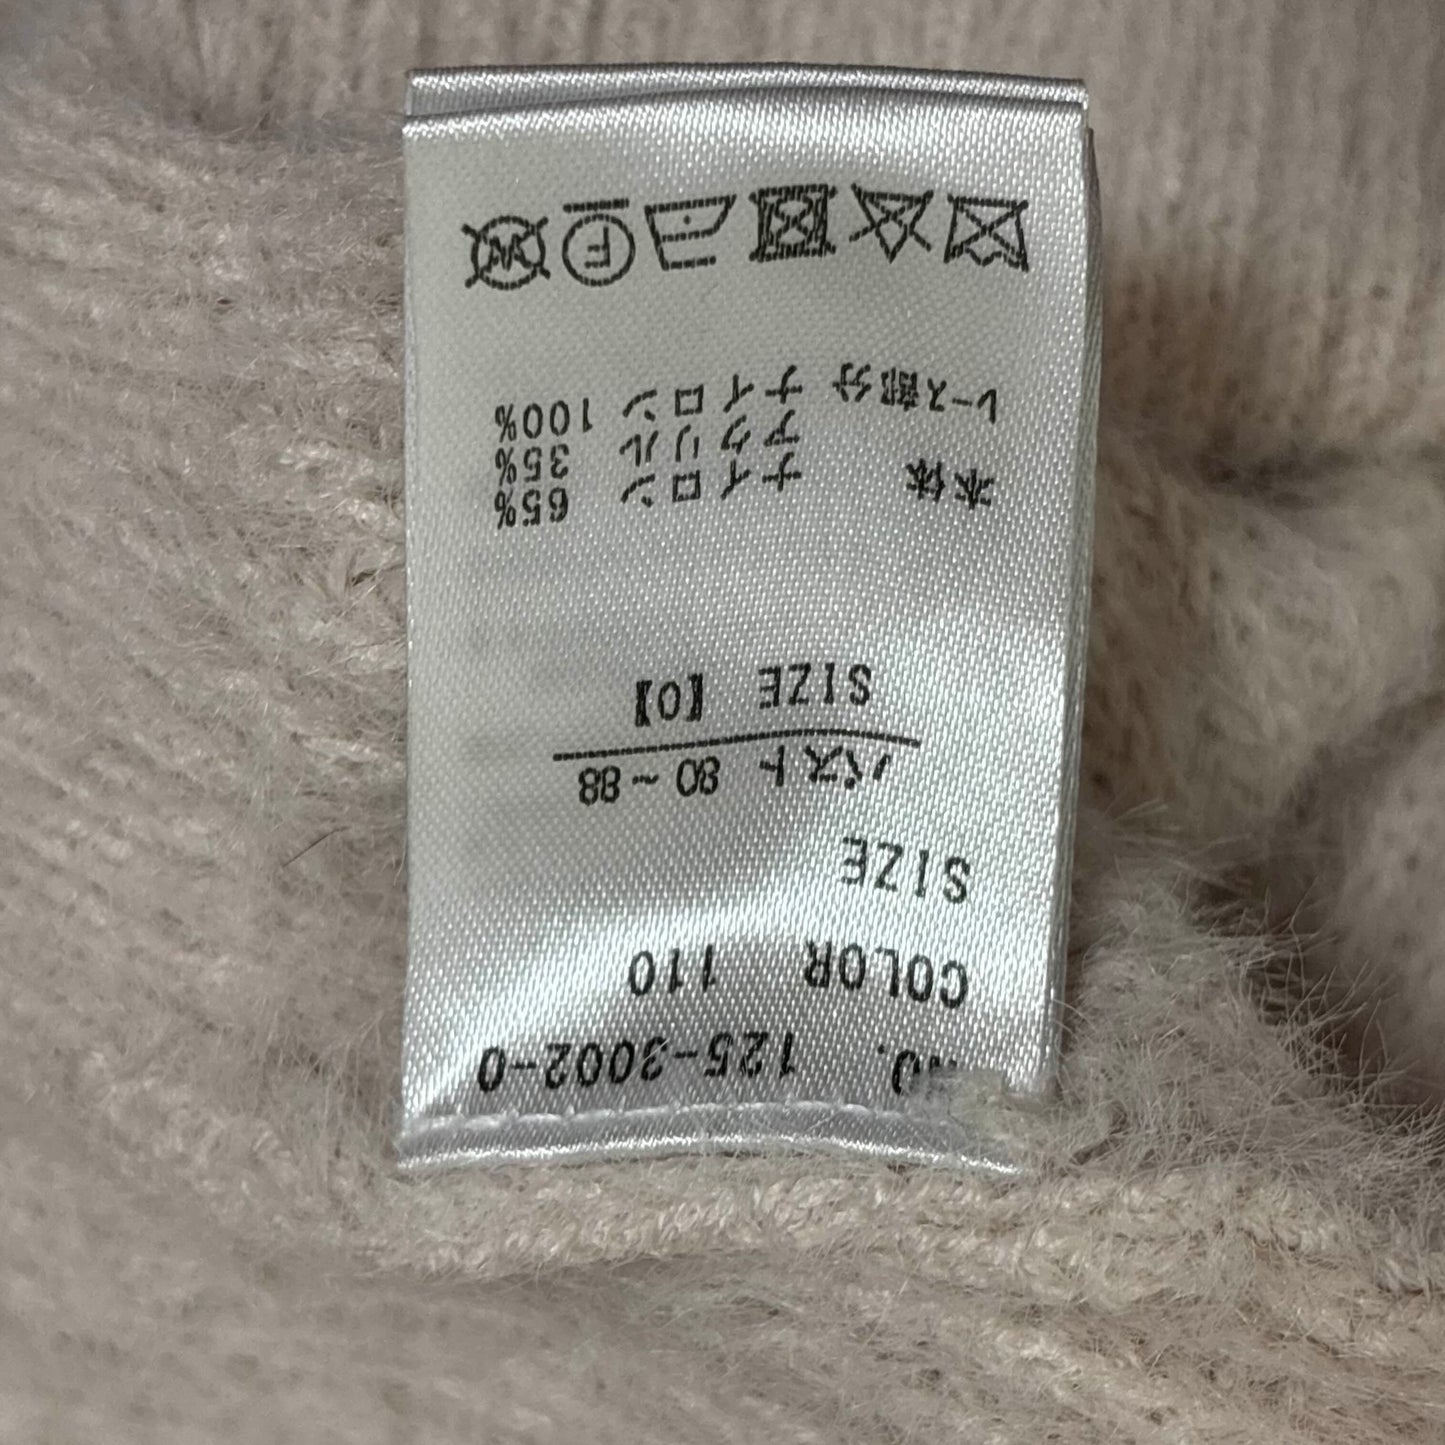 NO. 125-3002-0
COLOR 110
SIZE
バスト 80~88
SIZE 【0】
本体 ナイロン 65%
アクリル 35%
レース部分 ナイロン 100%
F W